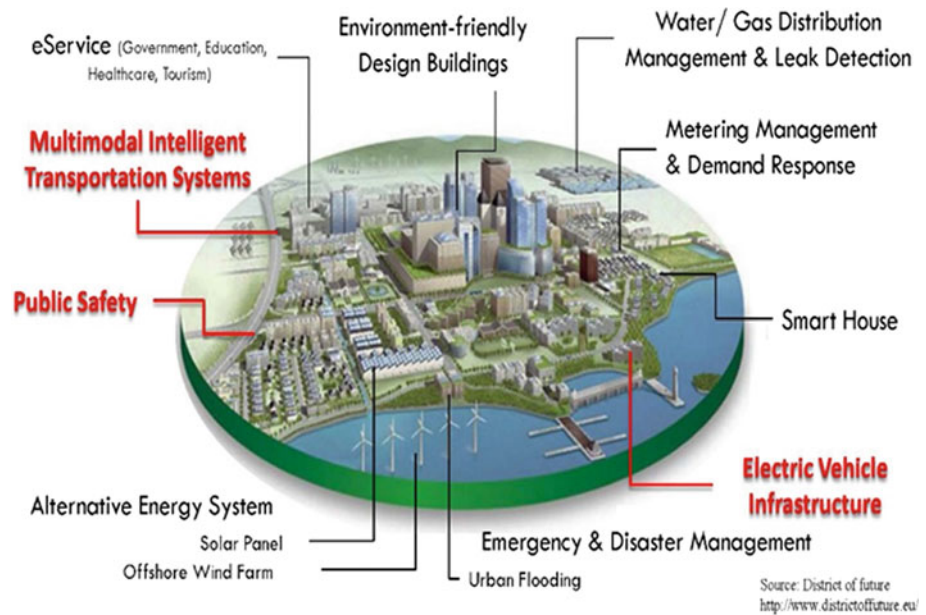 eService (Government, Education,
Healthcare, Tourism)
Environment-friendly
Design Buildings
Water/ Gas Distribution
Management & Leak Detection
Multimodal Intelligent
Transportation Systems
Metering Management
& Demand Response
Public Safety
Smart House
Electric Vehicle
Infrastructure
Alternative Energy System
Solar Panel
Offshore Wind Farm
Emergency & Disaster Management
Urban Flooding
Source: District of future
http://www.districtoffuture.eu/